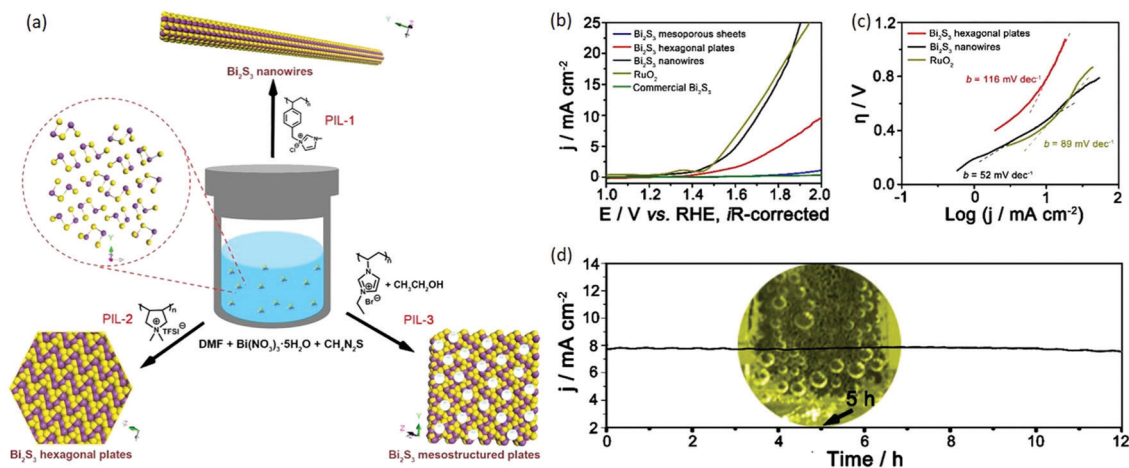 (a)
Bi₂S₃ nanowires
n
Cl⊖
N
⊕
N
PIL-1
n
N
⊕
N
Br⊖
+ CH₃CH₂OH
n
N
⊕
TFSI⊖
PIL-2
PIL-3
DMF + Bi(NO₃)₃·5H₂O + CH₄N₂S
Bi₂S₃ hexagonal plates
Bi₂S₃ mesostructured plates
(b)
j / mA cm⁻²
25
20
15
10
5
0
Bi₂S₃ mesoporous sheets
Bi₂S₃ hexagonal plates
Bi₂S₃ nanowires
RuO₂
Commercial Bi₂S₃
1.0 1.2 1.4 1.6 1.8 2.0
E / V vs. RHE, iR-corrected
(c)
η / V
1.2
0.8
0.4
0.0
Bi₂S₃ hexagonal plates
Bi₂S₃ nanowires
RuO₂
b = 116 mV dec⁻¹
b = 89 mV dec⁻¹
b = 52 mV dec⁻¹
-1 0 1 2
Log (j / mA cm⁻²)
(d)
j / mA cm⁻²
14
12
10
8
6
4
2
5 h
0 2 4 6 8 10 12
Time / h